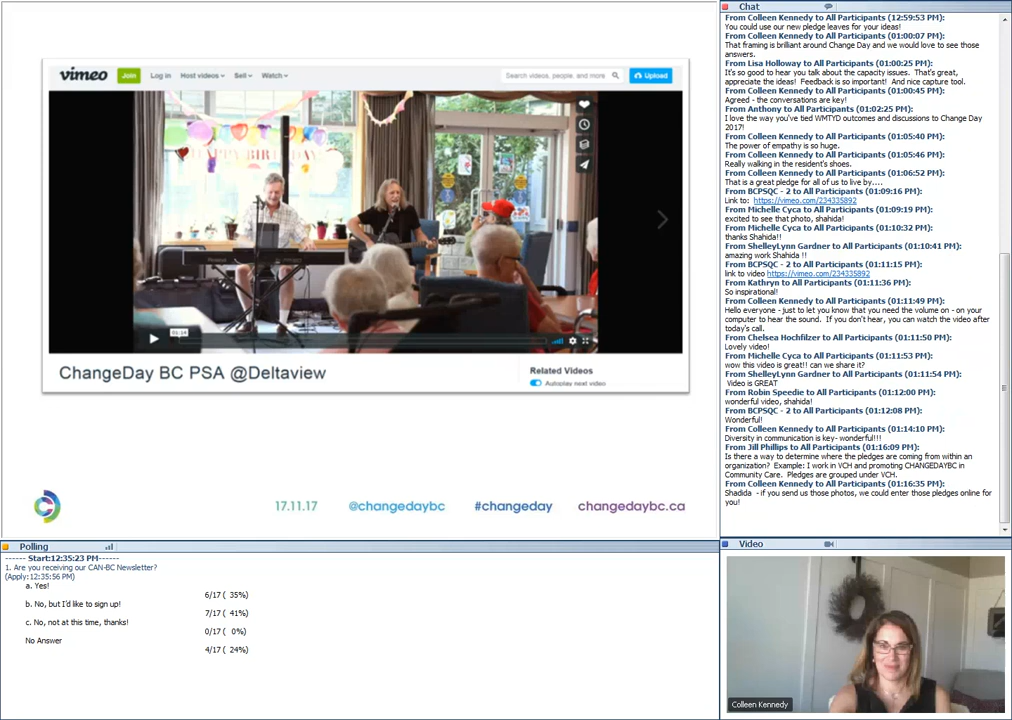 vimeo Join Log in Host videos Sell Watch Search videos, people, and more Upload
01:14
ChangeDay BC PSA @Deltaview
Related Videos
Autoplay next video
17.11.17 @changedaybc #changeday changedaybc.ca
Polling
------ Start:12:35:23 PM------
1. Are you receiving our CAN-BC Newsletter?
(Apply:12:35:56 PM)
a. Yes!
6/17 ( 35%)
b. No, but I'd like to sign up!
7/17 ( 41%)
c. No, not at this time, thanks!
0/17 ( 0%)
No Answer
4/17 ( 24%)
Chat
From Colleen Kennedy to All Participants (12:59:53 PM):
You could use our new pledge leaves for your ideas!
From Colleen Kennedy to All Participants (01:00:07 PM):
That framing is brilliant around Change Day and we would love to see those
answers.
From Lisa Holloway to All Participants (01:00:25 PM):
It's so good to hear you talk about the capacity issues. That's great,
appreciate the ideas! Feedback is so important! And nice capture tool.
From Colleen Kennedy to All Participants (01:00:45 PM):
Agreed - the conversations are key!
From Anthony to All Participants (01:02:25 PM):
I love the way you've tied WMTYD outcomes and discussions to Change Day
2017!
From Colleen Kennedy to All Participants (01:05:40 PM):
The power of empathy is so huge.
From Colleen Kennedy to All Participants (01:05:46 PM):
Really walking in the resident's shoes.
From Colleen Kennedy to All Participants (01:06:52 PM):
That is a great pledge for all of us to live by....
From BCPSQC - 2 to All Participants (01:09:16 PM):
Link to: https://vimeo.com/234335892
From Michelle Cyca to All Participants (01:09:19 PM):
excited to see that photo, shahida!
From Michelle Cyca to All Participants (01:10:32 PM):
thanks Shahida!!
From ShelleyLynn Gardner to All Participants (01:10:41 PM):
amazing work Shahida !!
From BCPSQC - 2 to All Participants (01:11:15 PM):
link to video https://vimeo.com/234335892
From Kathryn to All Participants (01:11:36 PM):
So inspirational!
From Colleen Kennedy to All Participants (01:11:49 PM):
Hello everyone - just to let you know that you need the volume on - on your
computer to hear the sound. If you don't hear, you can watch the video after
today's call.
From Chelsea Hochfilzer to All Participants (01:11:50 PM):
Lovely video!
From Michelle Cyca to All Participants (01:11:53 PM):
wow this video is great!! can we share it?
From ShelleyLynn Gardner to All Participants (01:11:54 PM):
Video is GREAT
From Robin Speedie to All Participants (01:12:00 PM):
wonderful video, shahida!
From BCPSQC - 2 to All Participants (01:12:08 PM):
Wonderful!
From Colleen Kennedy to All Participants (01:14:10 PM):
Diversity in communication is key- wonderful!!!
From Jill Phillips to All Participants (01:16:09 PM):
Is there a way to determine where the pledges are coming from within an
organization? Example: I work in VCH and promoting CHANGEDAYBC in
Community Care. Pledges are grouped under VCH.
From Colleen Kennedy to All Participants (01:16:35 PM):
Shadida - if you send us those photos, we could enter those pledges online for
you!
Video
Colleen Kennedy